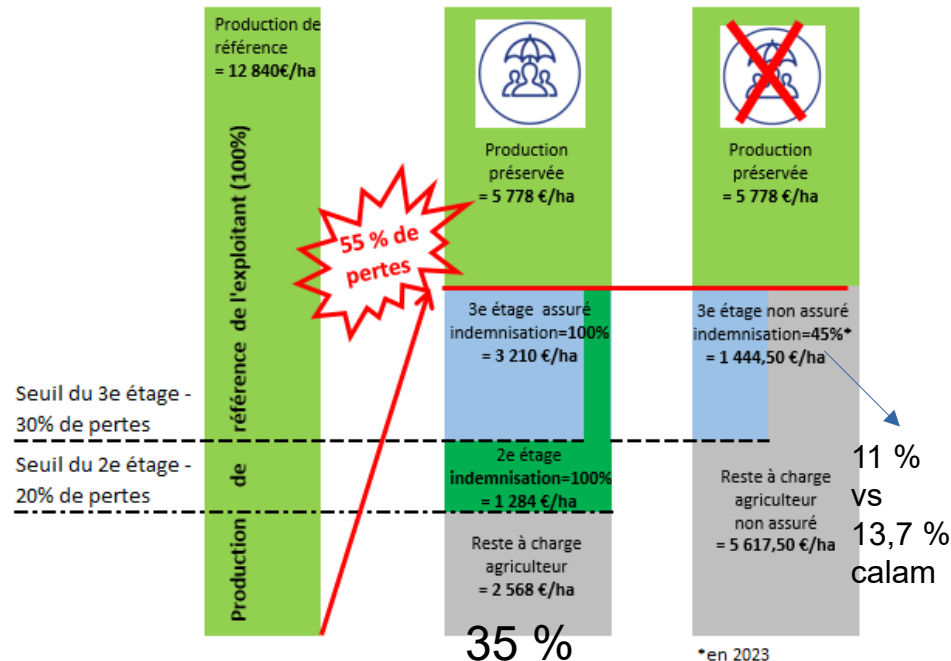 Production de
référence
= 12 840€/ha
Production de référence de l'exploitant (100%)
55 % de
pertes
Production
préservée
= 5 778 €/ha
Production
préservée
= 5 778 €/ha
3e étage assuré
indemnisation=100%
= 3 210 €/ha
3e étage non assuré
indemnisation=45%*
= 1 444,50 €/ha
Seuil du 3e étage -
30% de pertes
Seuil du 2e étage -
20% de pertes
2e étage
indemnisation=100%
= 1 284 €/ha
Reste à charge
agriculteur
= 2 568 €/ha
35 %
Reste à charge
agriculteur
non assuré
= 5 617,50 €/ha
11 %
vs
13,7 %
calam
*en 2023